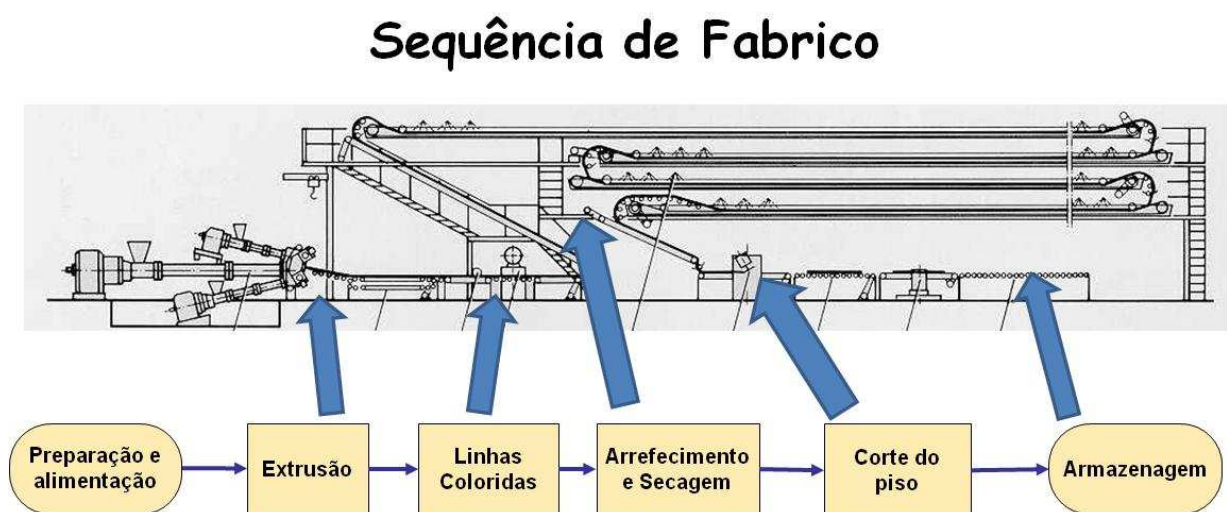 Sequência de Fabrico
Preparação e
alimentação
Extrusão
Linhas
Coloridas
Arrefecimento
e Secagem
Corte do
piso
Armazenagem